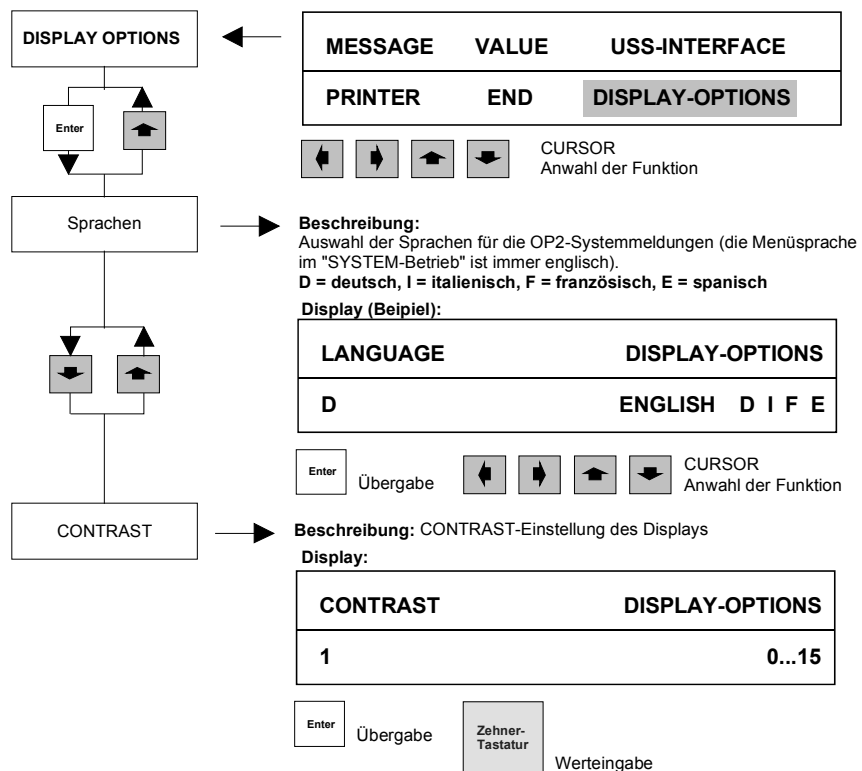 DISPLAY OPTIONS
MESSAGE VALUE USS-INTERFACE
PRINTER END DISPLAY-OPTIONS
Enter
CURSOR
Anwahl der Funktion
Sprachen
Beschreibung:
Auswahl der Sprachen für die OP2-Systemmeldungen (die Menüsprache
im "SYSTEM-Betrieb" ist immer englisch).
D = deutsch, I = italienisch, F = französisch, E = spanisch
Display (Beipiel):
LANGUAGE DISPLAY-OPTIONS
D ENGLISH D I F E
Enter Übergabe
CURSOR
Anwahl der Funktion
CONTRAST
Beschreibung: CONTRAST-Einstellung des Displays
Display:
CONTRAST DISPLAY-OPTIONS
1 0...15
Enter Übergabe
Zehner-
Tastatur
Werteingabe